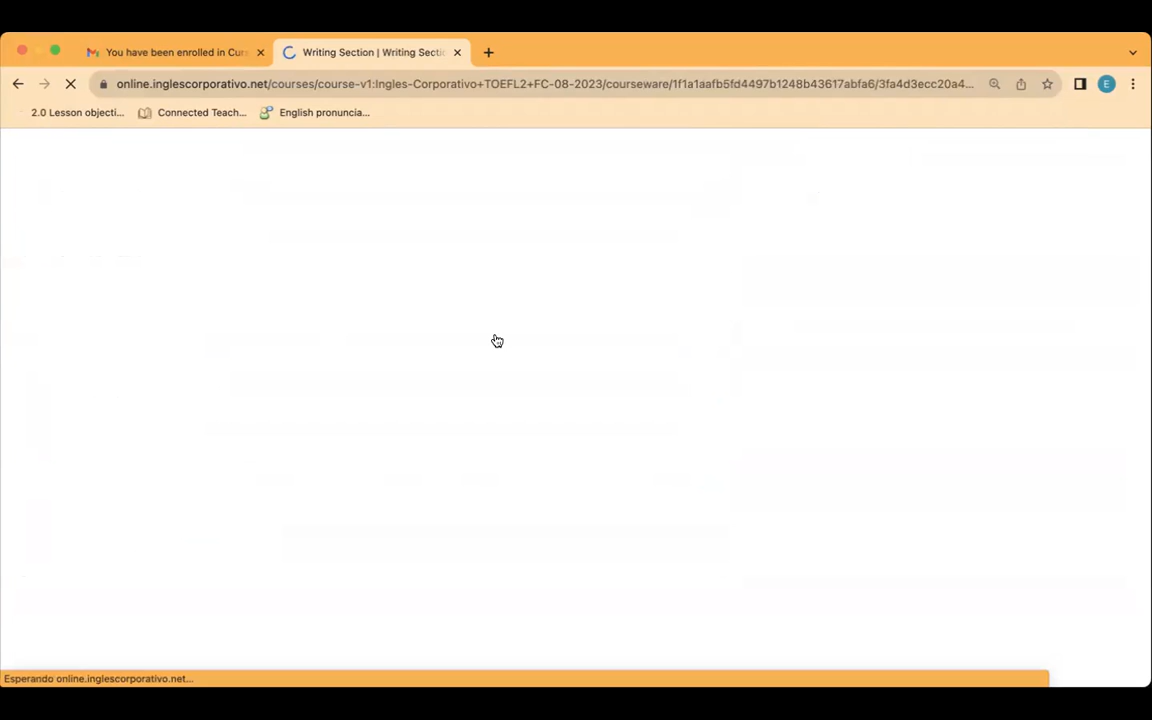 You have been enrolled in Cur
Writing Section | Writing Secti
online.inglescorporativo.net/courses/course-v1:Ingles-Corporativo+TOEFL2+FC-08-2023/courseware/1f1a1aafb5fd4497b1248b43617abfa6/3fa4d3ecc20a4...
E
2.0 Lesson objecti...
Connected Teach...
English pronuncia...
Esperando online.inglescorporativo.net...